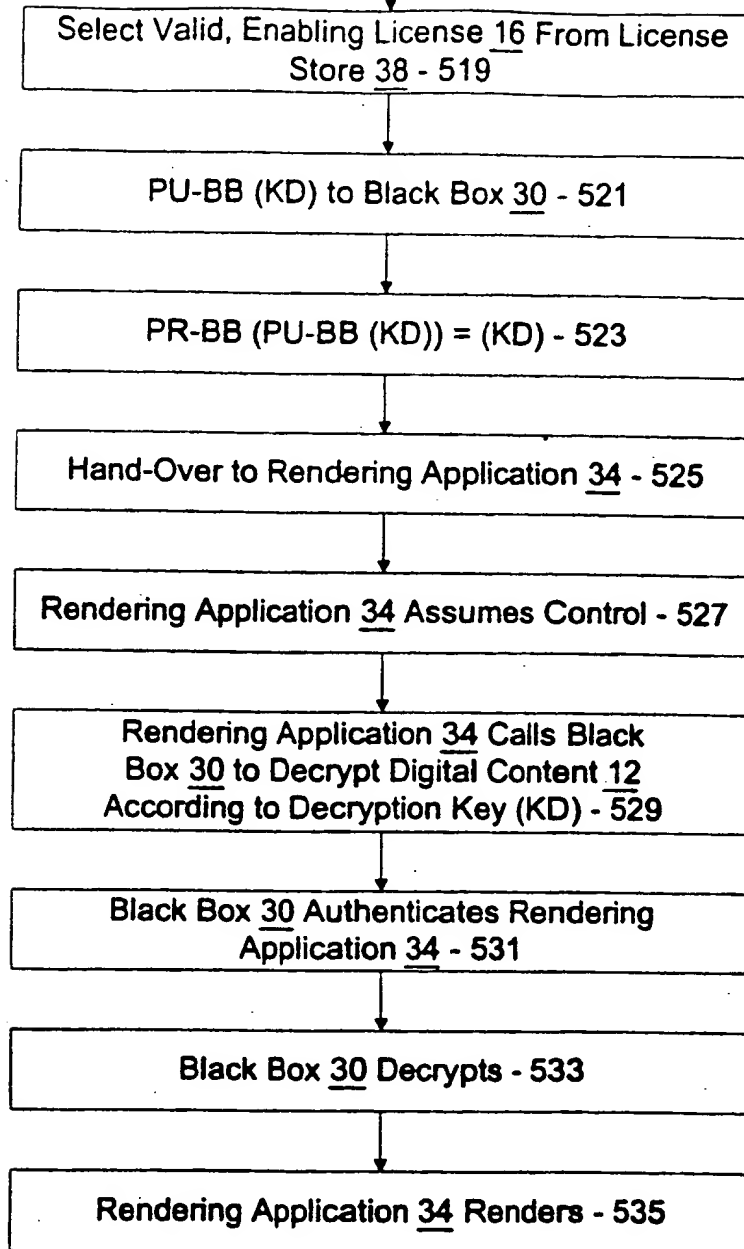 Select Valid, Enabling License 16 From License
Store 38 - 519
PU-BB (KD) to Black Box 30 - 521
PR-BB (PU-BB (KD)) = (KD) - 523
Hand-Over to Rendering Application 34 - 525
Rendering Application 34 Assumes Control - 527
Rendering Application 34 Calls Black
Box 30 to Decrypt Digital Content 12
According to Decryption Key (KD) - 529
Black Box 30 Authenticates Rendering
Application 34 - 531
Black Box 30 Decrypts - 533
Rendering Application 34 Renders - 535